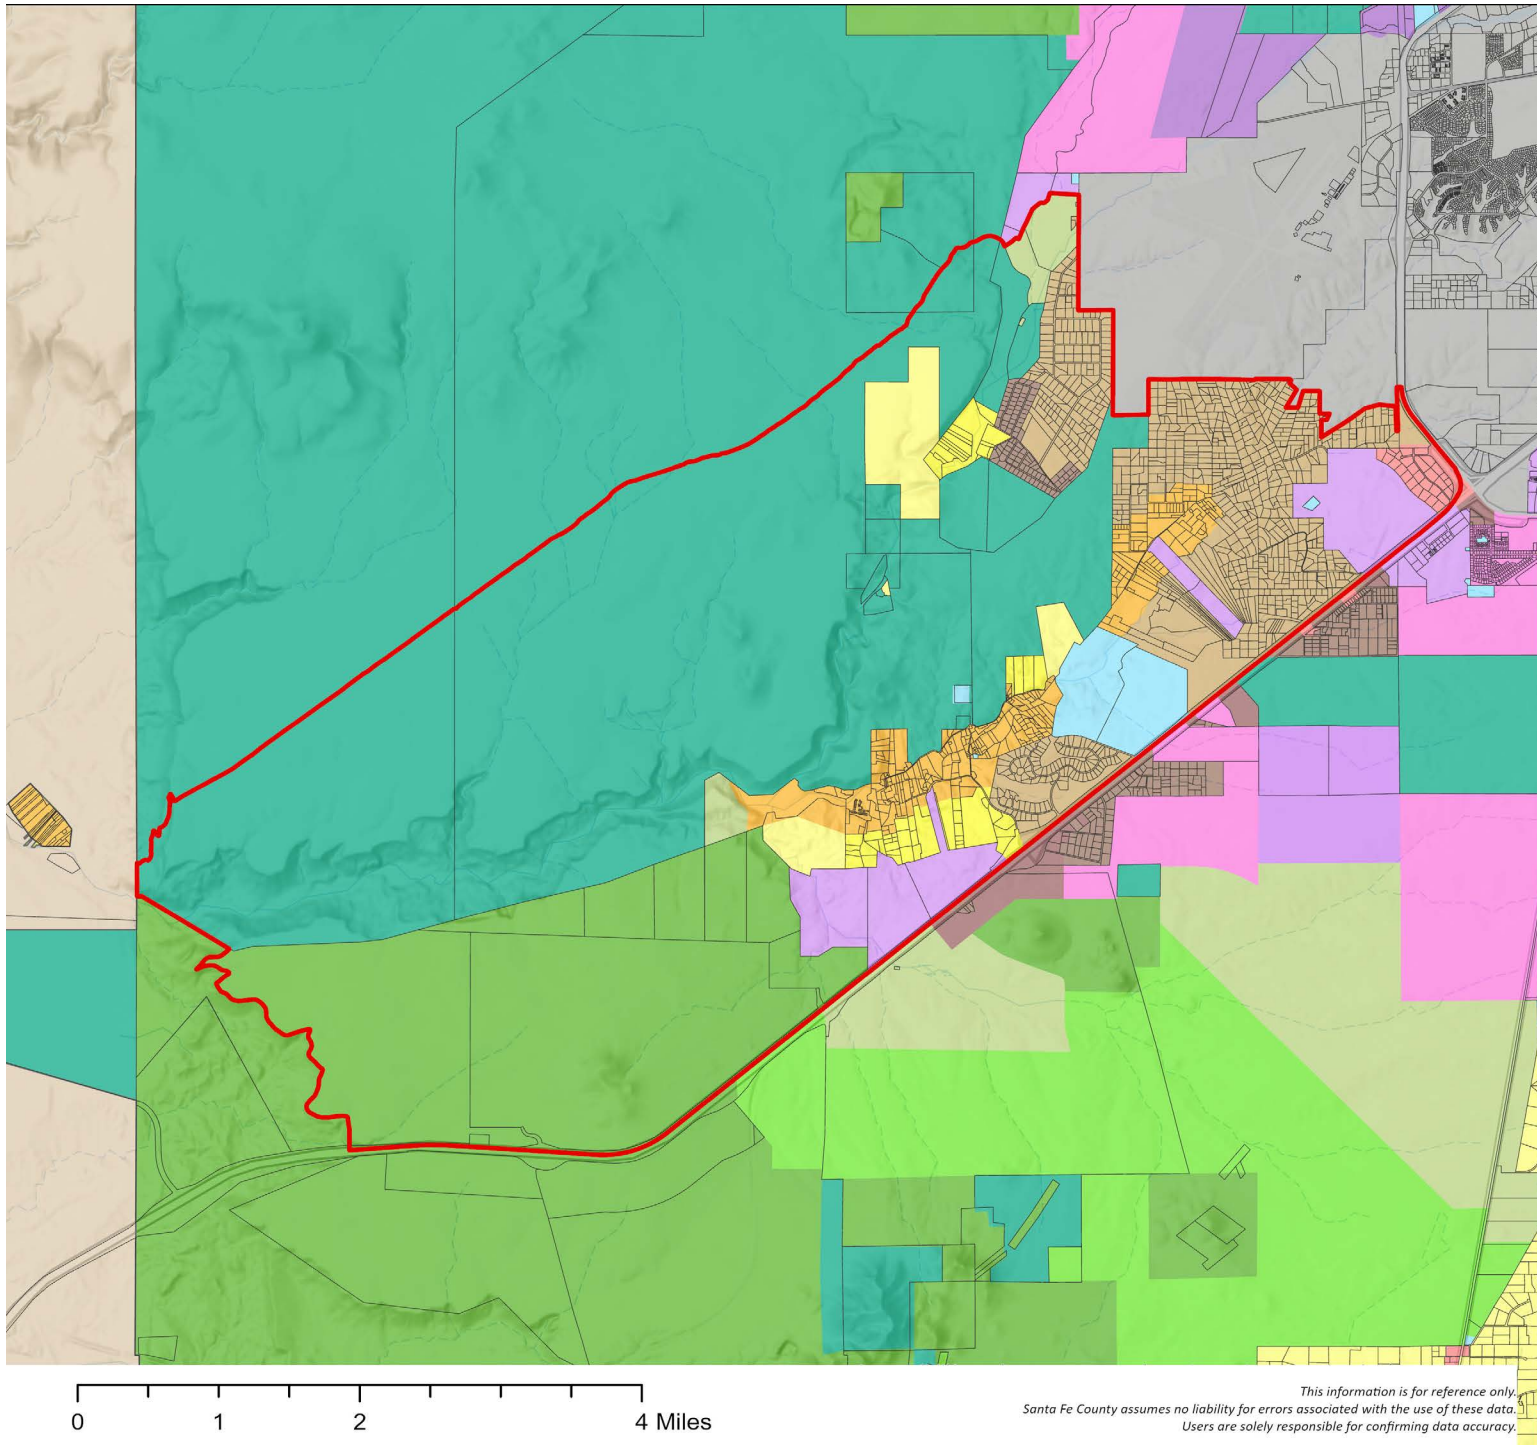 This information is for reference only.
Santa Fe County assumes no liability for errors associated with the use of these data.
Users are solely responsible for confirming data accuracy.
0 1 2 4 Miles